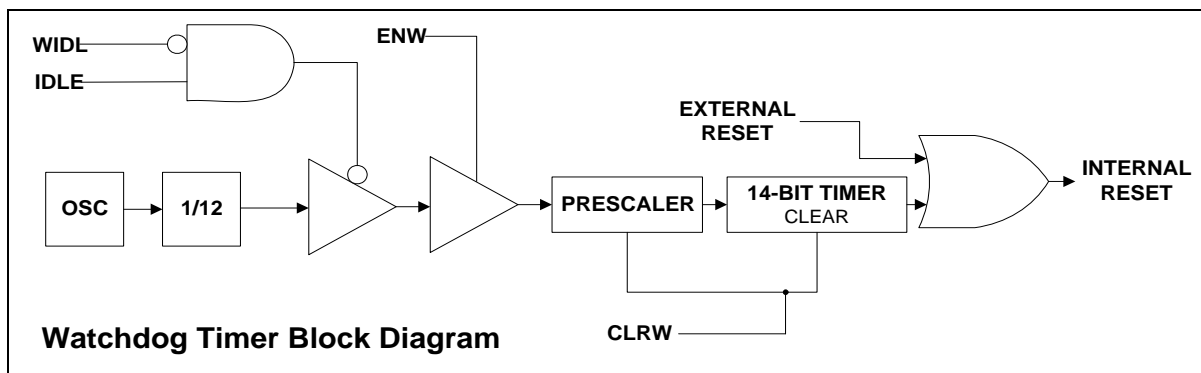 WIDL
IDLE
ENW
EXTERNAL
RESET
INTERNAL
RESET
OSC
1/12
PRESCALER
14-BIT TIMER
CLEAR
CLRW
Watchdog Timer Block Diagram